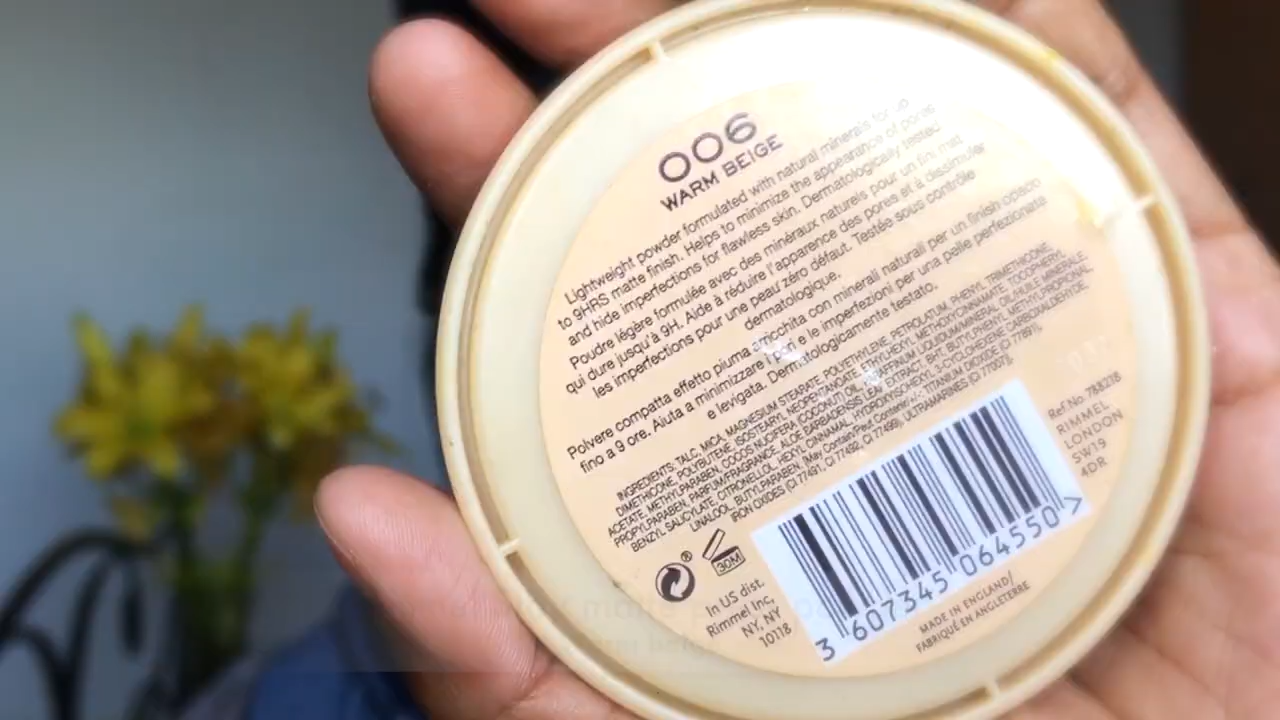 006
WARM BEIGE
Lightweight powder formulated with natural minerals for
to 9HRS matte finish. Helps to minimize the appearance of pores
and hide imperfections for flawless skin. Dermatologically tested
Poudre légère formulée avec des minéraux naturels pour un fini mat
qui dure jusqu'à 9H. Aide à réduire l'apparence des pores et à dissimuler
les imperfections pour une peau zéro défaut. Testée sous contrôle
dermatologique.
Polvere compatta effetto piuma arricchita con minerali naturali per un finish opaco
fino a 9 ore. Aiuta a minimizzare i pori e le imperfezioni per una pelle perfezionata
e levigata. Dermatologicamente testato.
INGREDIENTS: TALC, MICA, MAGNESIUM STEARATE, POLYETHYLENE, PETROLATUM, PHENYL TRIMETHICONE,
DIMETHICONE, POLYBUTENE, ISOSTEARYL NEOPENTANOATE, ETHYLHEXYL METHOXYCINNAMATE, TOCOPHERYL
ACETATE, METHYLPARABEN, COCOS NUCIFERA (COCONUT) OIL, PARAFFINUM LIQUIDUM/MINERAL OIL/HUILE MINERALE
PROPYLPARABEN, PARFUM/FRAGRANCE, ALOE BARBADENSIS LEAF EXTRACT, BHT, BUTYLPHENYL METHYLPROPIONAL,
BENZYL SALICYLATE, CITRONELLOL, HEXYL CINNAMAL, HYDROXYISOHEXYL 3-CYCLOHEXENE CARBOXALDEHYDE,
LINALOOL, BUTYLPARABEN, [May Contain/Peut Contenir/+/-: TITANIUM DIOXIDE (CI 77891),
IRON OXIDES (CI 77491, CI 77492, CI 77499), ULTRAMARINES (CI 77007)].
30M
In US dist.
Rimmel Inc,
NY, NY
10118
3 607345 064550 >
MADE IN ENGLAND/
FABRIQUÉ EN ANGLETERRE
Ref.No. 788218
RIMMEL
LONDON
SW19
4DR